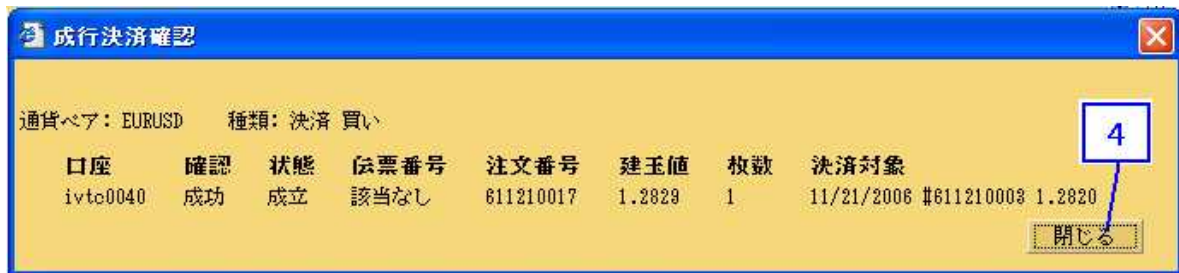 成行決済確認
通貨ペア: EURUSD 種類: 決済 買い
4
口座 確認 状態 伝票番号 注文番号 建玉値 枚数 決済対象
ivtc0040 成功 成立 該当なし 611210017 1.2829 1 11/21/2006 #611210003 1.2820
閉じる